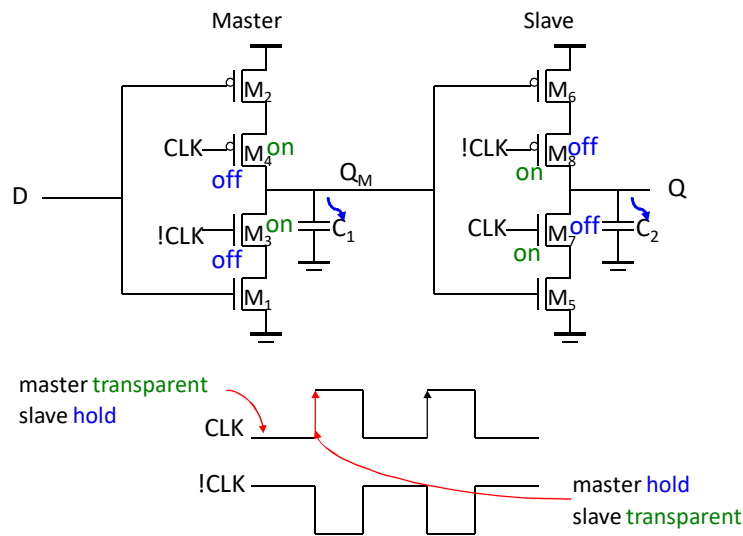 Master
Slave
M2
M6
CLK
M4
on
off
!CLK
M8
off
on
D
QM
Q
!CLK
M3
on
off
C1
CLK
M7
off
on
C2
M1
M5
master transparent
slave hold
CLK
!CLK
master hold
slave transparent